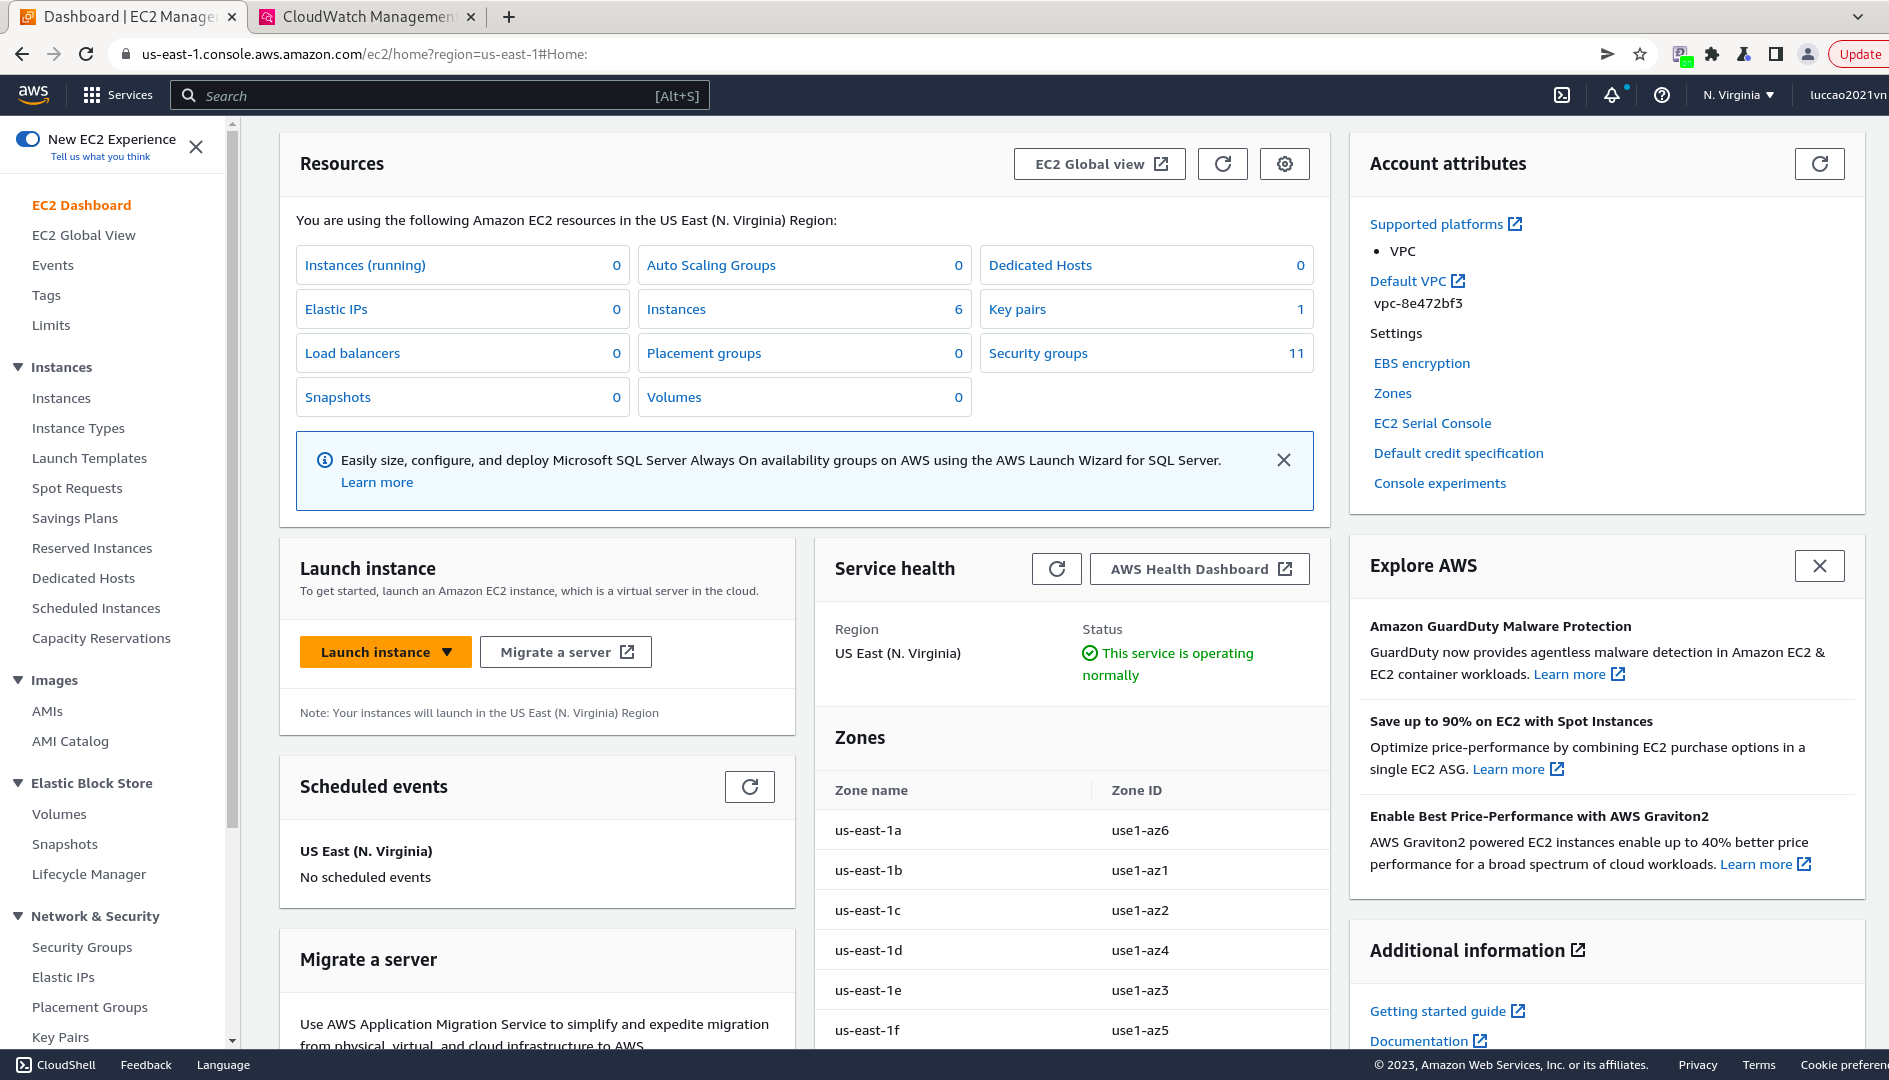 Dashboard | EC2 Manage
CloudWatch Management
us-east-1.console.aws.amazon.com/ec2/home?region=us-east-1#Home:
Update
aws
Services
Search
[Alt+S]
N. Virginia
luccao2021vn
New EC2 Experience
Tell us what you think
EC2 Dashboard
EC2 Global View
Events
Tags
Limits
Instances
Instances
Instance Types
Launch Templates
Spot Requests
Savings Plans
Reserved Instances
Dedicated Hosts
Scheduled Instances
Capacity Reservations
Images
AMIs
AMI Catalog
Elastic Block Store
Volumes
Snapshots
Lifecycle Manager
Network & Security
Security Groups
Elastic IPs
Placement Groups
Key Pairs
Resources
EC2 Global view
You are using the following Amazon EC2 resources in the US East (N. Virginia) Region:
Instances (running) 0
Auto Scaling Groups 0
Dedicated Hosts 0
Elastic IPs 0
Instances 6
Key pairs 1
Load balancers 0
Placement groups 0
Security groups 11
Snapshots 0
Volumes 0
Easily size, configure, and deploy Microsoft SQL Server Always On availability groups on AWS using the AWS Launch Wizard for SQL Server.
Learn more
Launch instance
To get started, launch an Amazon EC2 instance, which is a virtual server in the cloud.
Launch instance
Migrate a server
Note: Your instances will launch in the US East (N. Virginia) Region
Scheduled events
US East (N. Virginia)
No scheduled events
Migrate a server
Use AWS Application Migration Service to simplify and expedite migration
from physical, virtual, and cloud infrastructure to AWS.
Service health
AWS Health Dashboard
Region
US East (N. Virginia)
Status
This service is operating
normally
Zones
Zone name Zone ID
us-east-1a use1-az6
us-east-1b use1-az1
us-east-1c use1-az2
us-east-1d use1-az4
us-east-1e use1-az3
us-east-1f use1-az5
Account attributes
Supported platforms
• VPC
Default VPC
vpc-8e472bf3
Settings
EBS encryption
Zones
EC2 Serial Console
Default credit specification
Console experiments
Explore AWS
Amazon GuardDuty Malware Protection
GuardDuty now provides agentless malware detection in Amazon EC2 &
EC2 container workloads. Learn more
Save up to 90% on EC2 with Spot Instances
Optimize price-performance by combining EC2 purchase options in a
single EC2 ASG. Learn more
Enable Best Price-Performance with AWS Graviton2
AWS Graviton2 powered EC2 instances enable up to 40% better price
performance for a broad spectrum of cloud workloads. Learn more
Additional information
Getting started guide
Documentation
CloudShell
Feedback
Language
© 2023, Amazon Web Services, Inc. or its affiliates.
Privacy
Terms
Cookie preferen